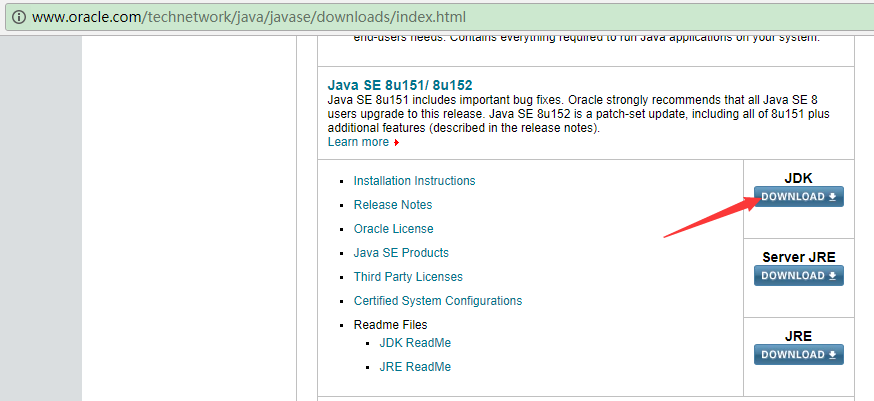 www.oracle.com/technetwork/java/javase/downloads/index.html
end-users needs. Contains everything required to run Java applications on your system.
Java SE 8u151/ 8u152
Java SE 8u151 includes important bug fixes. Oracle strongly recommends that all Java SE 8
users upgrade to this release. Java SE 8u152 is a patch-set update, including all of 8u151 plus
additional features (described in the release notes).
Learn more
Installation Instructions
Release Notes
Oracle License
Java SE Products
Third Party Licenses
Certified System Configurations
Readme Files
JDK ReadMe
JRE ReadMe
JDK
DOWNLOAD
Server JRE
DOWNLOAD
JRE
DOWNLOAD